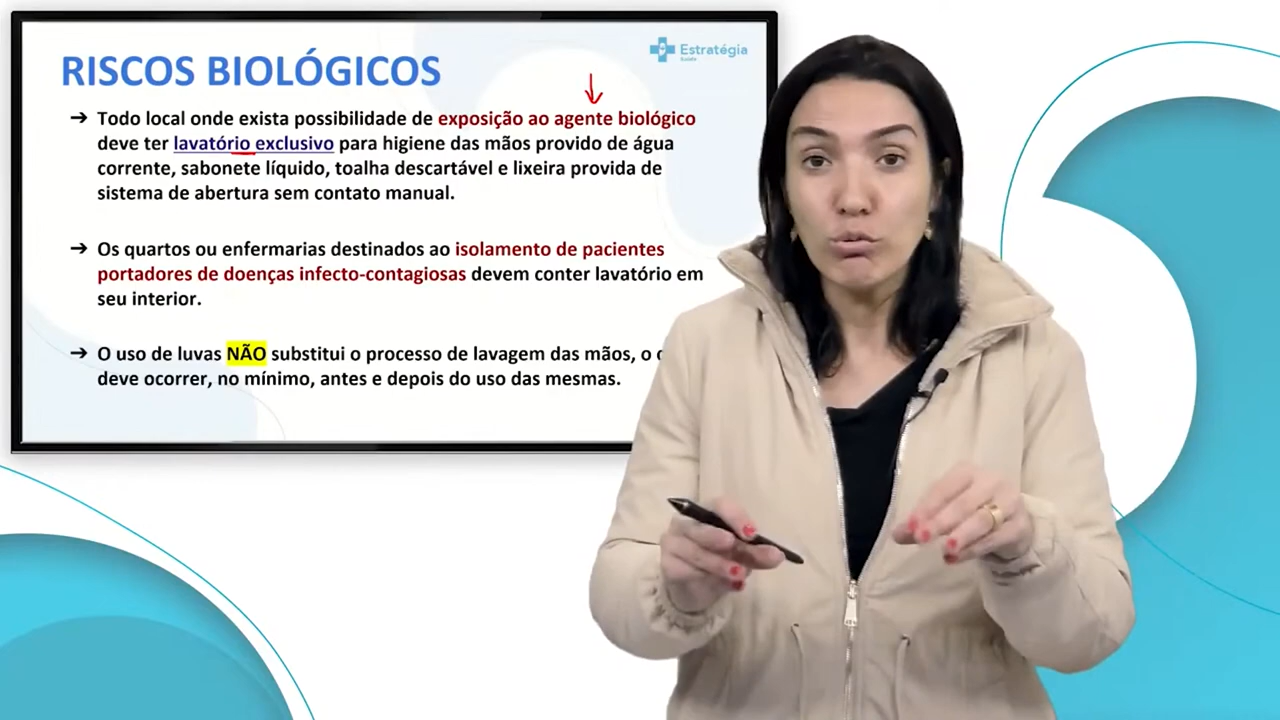 RISCOS BIOLÓGICOS
Estratégia
Saúde
➔ Todo local onde exista possibilidade de exposição ao agente biológico
deve ter lavatório exclusivo para higiene das mãos provido de água
corrente, sabonete líquido, toalha descartável e lixeira provida de
sistema de abertura sem contato manual.
➔ Os quartos ou enfermarias destinados ao isolamento de pacientes
portadores de doenças infecto-contagiosas devem conter lavatório em
seu interior.
➔ O uso de luvas NÃO substitui o processo de lavagem das mãos, o
deve ocorrer, no mínimo, antes e depois do uso das mesmas.